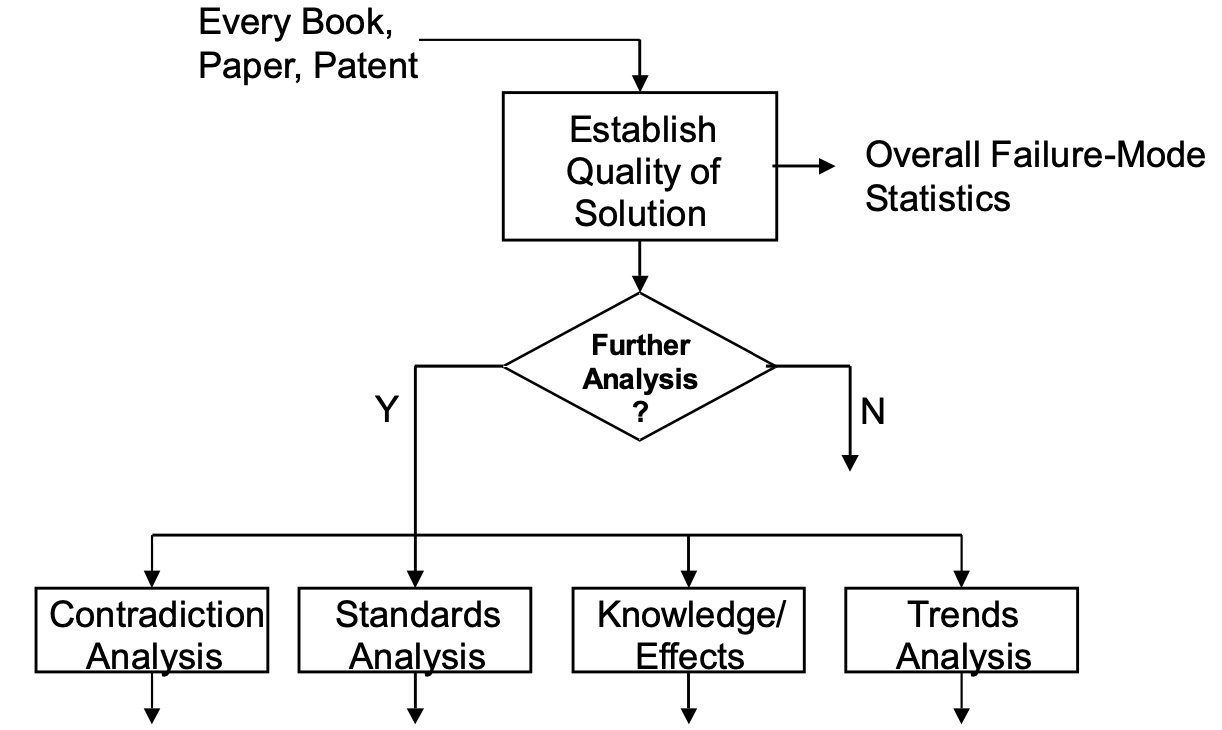 Every Book,
Paper, Patent
Establish
Quality of
Solution
Overall Failure-Mode
Statistics
Further
Analysis
?
Y
N
Contradiction
Analysis
Standards
Analysis
Knowledge/
Effects
Trends
Analysis